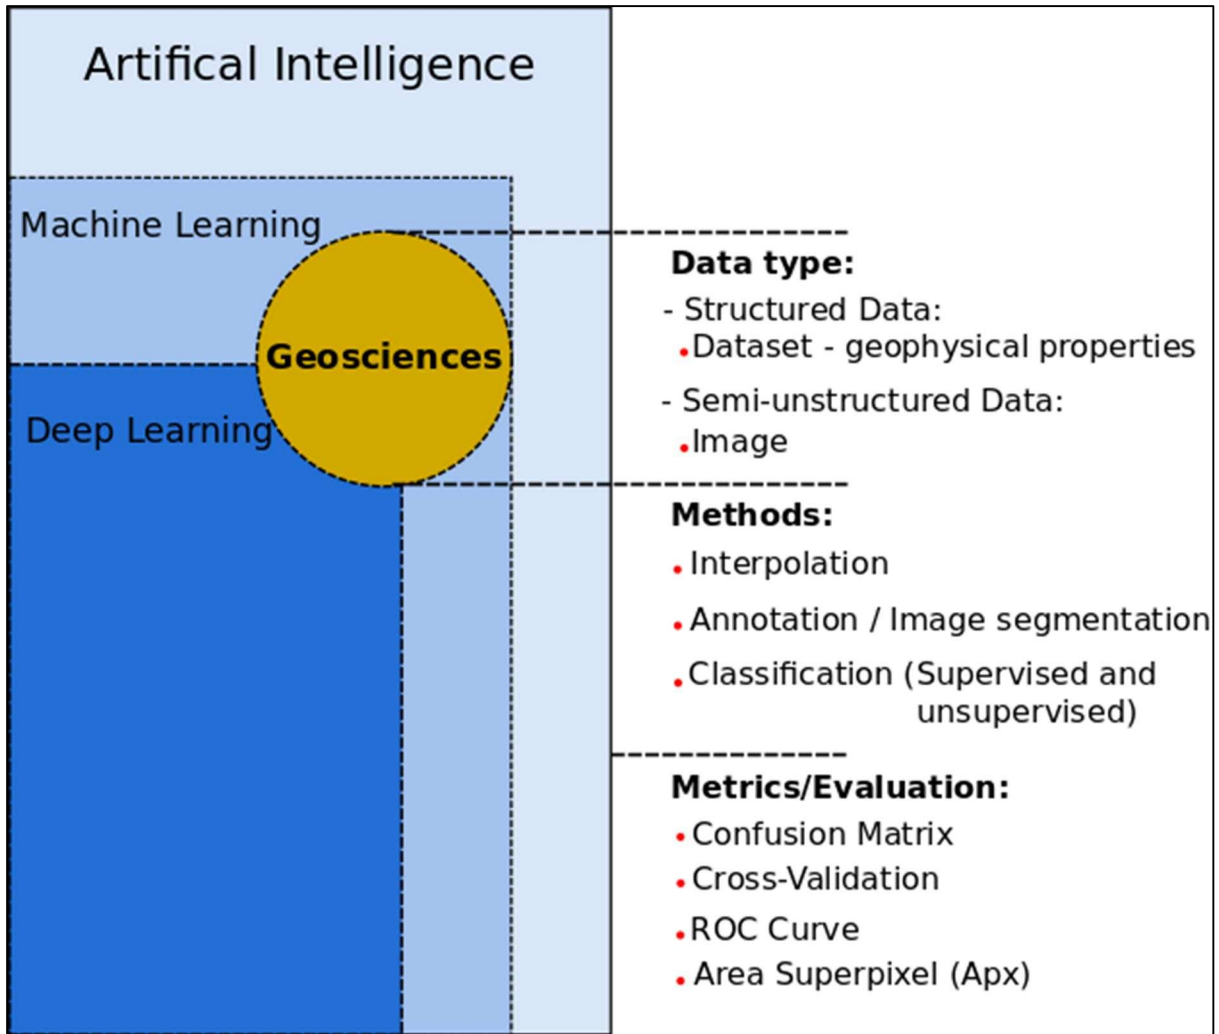 Artifical Intelligence
Machine Learning
Geosciences
Deep Learning
Data type:
- Structured Data:
•Dataset - geophysical properties
- Semi-unstructured Data:
•Image
Methods:
•Interpolation
•Annotation / Image segmentation
•Classification (Supervised and
unsupervised)
Metrics/Evaluation:
•Confusion Matrix
•Cross-Validation
•ROC Curve
•Area Superpixel (Apx)